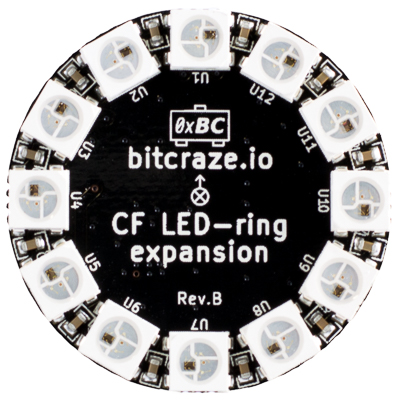 U1
U2
U12
U3
U11
0xBC
bitcraze.io
U4
U10
CF LED-ring
expansion
U5
U9
Rev.B
U6
U8
U7